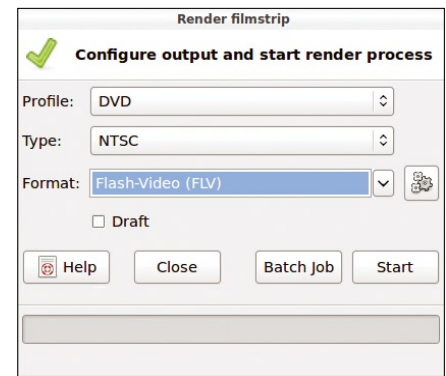 Render filmstrip
Configure output and start render process
Profile: DVD
Type: NTSC
Format: Flash-Video (FLV)
Draft
Help Close Batch Job Start